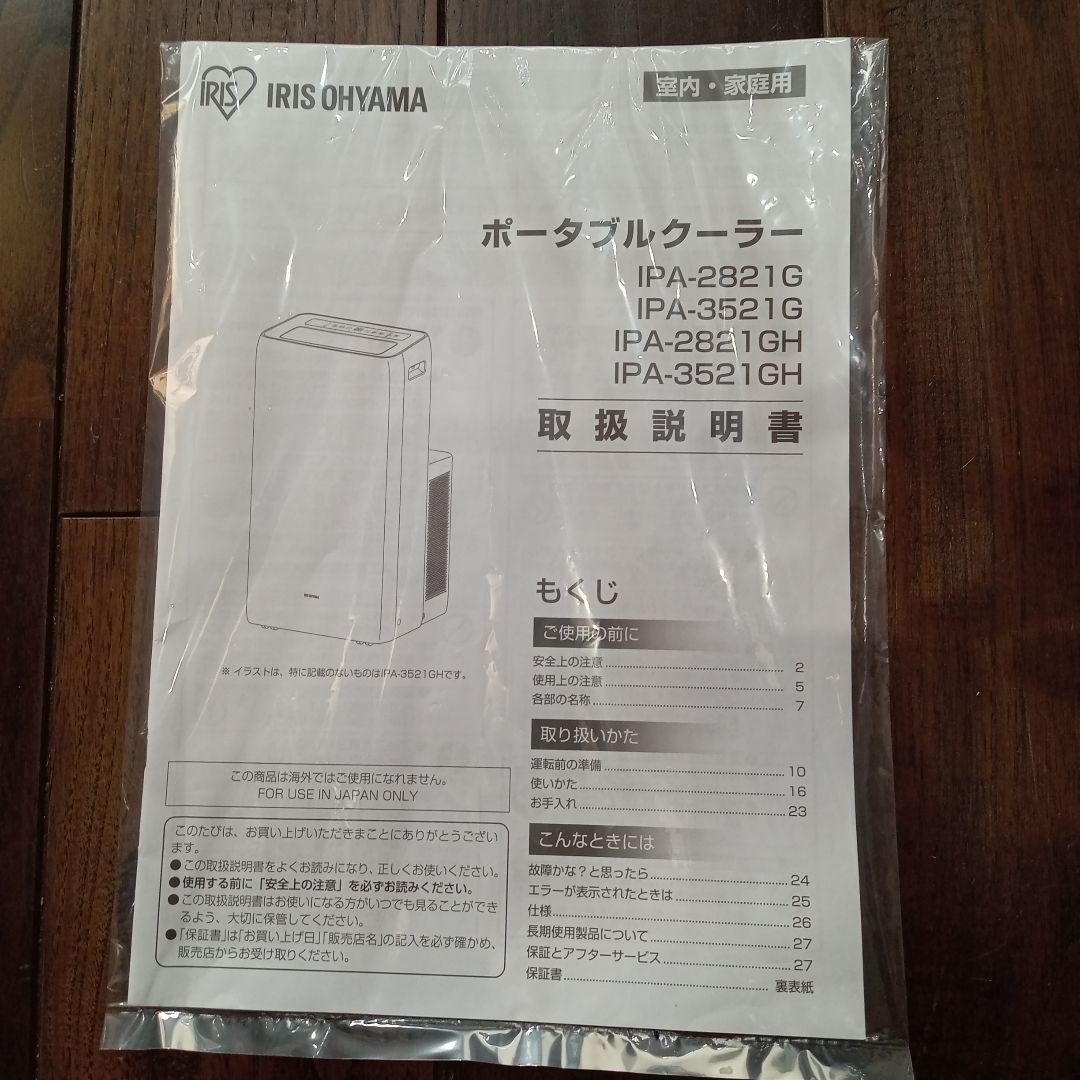 IRIS IRIS OHYAMA
室内・家庭用
ポータブルクーラー
IPA-2821G
IPA-3521G
IPA-2821GH
IPA-3521GH
取扱説明書
IRIS OHYAMA
※ イラストは、特に記載のないものはIPA-3521GHです。
この商品は海外ではご使用になれません。
FOR USE IN JAPAN ONLY
このたびは、お買い上げいただきまことにありがとうござい
ます。
●この取扱説明書をよくお読みになり、正しくお使いください。
●使用する前に「安全上の注意」を必ずお読みください。
●この取扱説明書はお使いになる方がいつでも見ることができ
るよう、大切に保管してください。
●「保証書」は「お買い上げ日」「販売店名」の記入を必ず確かめ、
販売店からお受け取りください。
もくじ
ご使用の前に
安全上の注意 2
使用上の注意 5
各部の名称 7
取り扱いかた
運転前の準備 10
使いかた 16
お手入れ 23
こんなときには
故障かな?と思ったら 24
エラーが表示されたときは 25
仕様 26
長期使用製品について 27
保証とアフターサービス 27
保証書 裏表紙